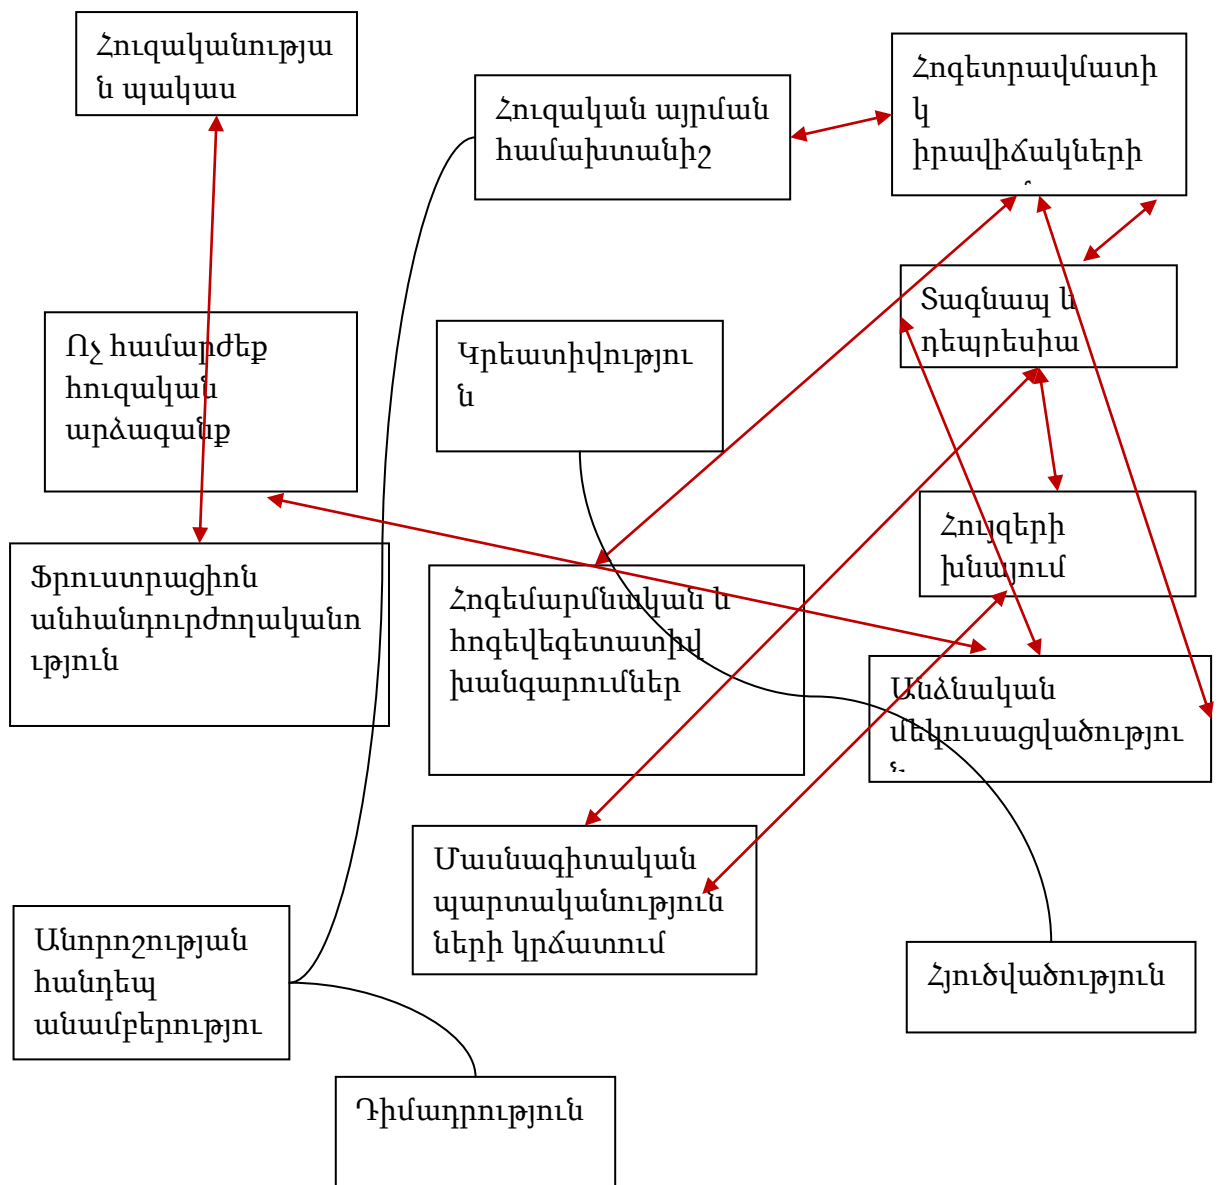 Հուզականությա
ն պակաս
Հուզական այրման
համախտանիշ
Հոգետրավմատի
կ
իրավիճակների
Տագնապ և
դեպրեսիա
Ոչ համարժեք
հուզական
արձագանք
Կրեատիվությու
ն
Հույզերի
խնայում
Ֆրուստրացիոն
անհանդուրժողականո
ւթյուն
Հոգեմարմնական և
հոգեվեգետատիվ
խանգարումներ
Անձնական
մեկուսացվածությու
ն
Մասնագիտական
պարտականություն
ների կրճատում
Անորոշության
հանդեպ
անամբերությու
Հյուծվածություն
Դիմադրություն